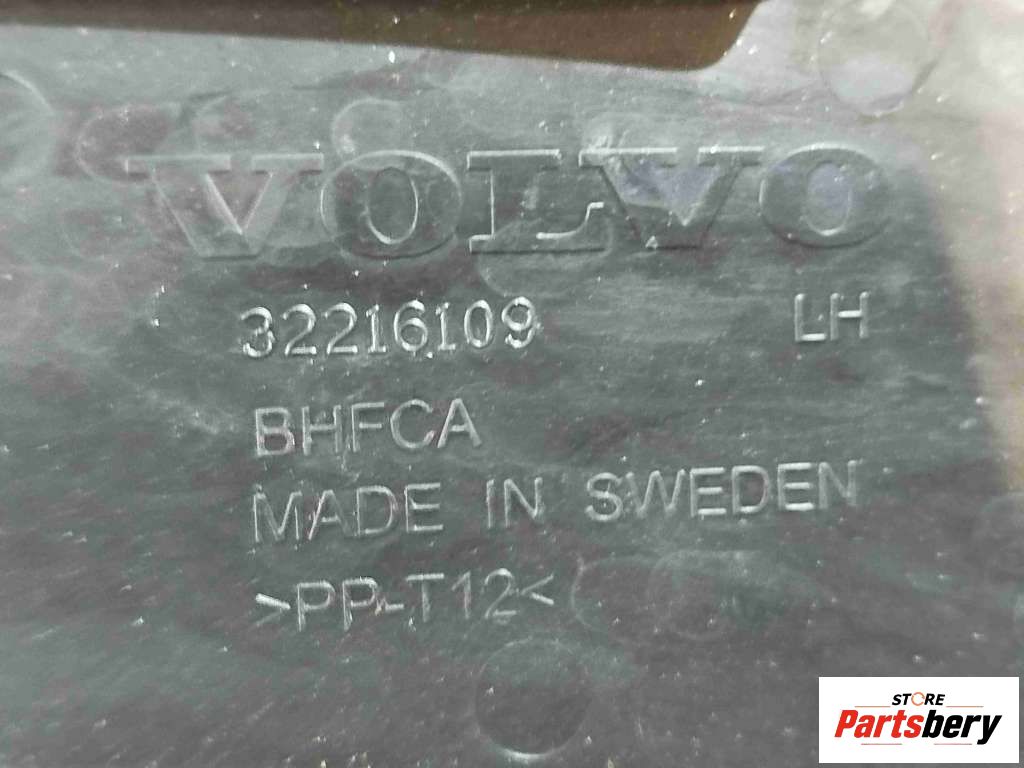 VOLVO
32216109 LH
BHFCA
MADE IN SWEDEN
>PP-T12<
STORE
Partsbery